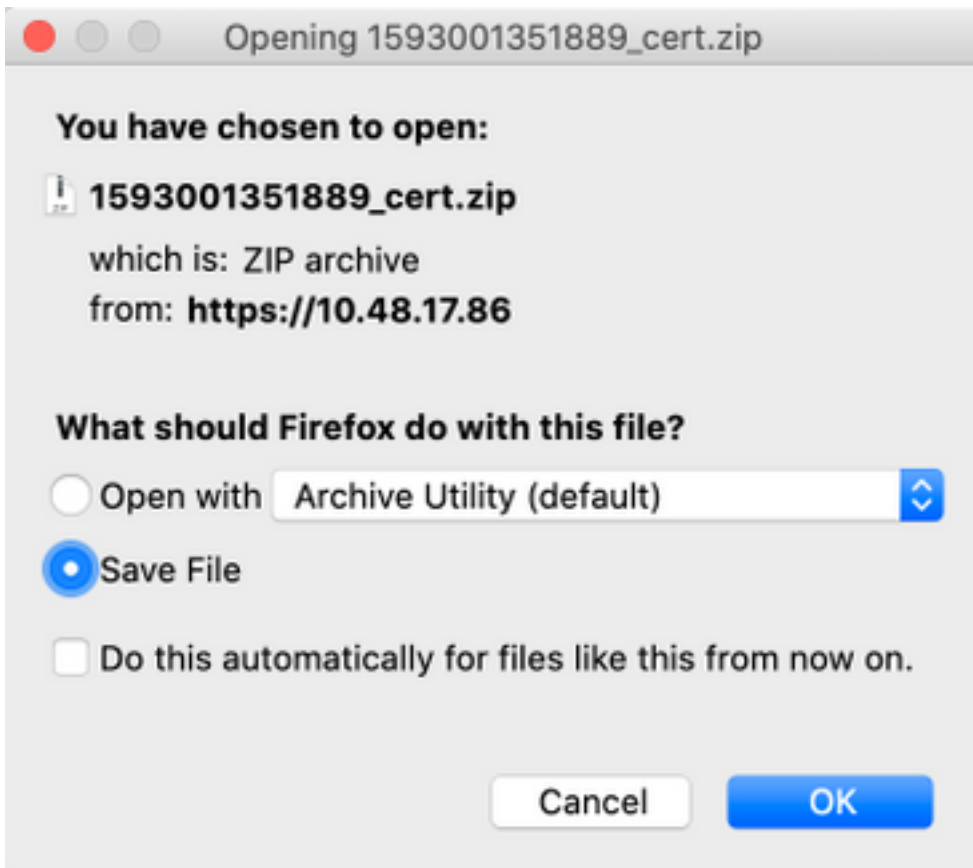 Opening 1593001351889_cert.zip
You have chosen to open:
1593001351889_cert.zip
which is: ZIP archive
from: https://10.48.17.86
What should Firefox do with this file?
Open with Archive Utility (default)
Save File
Do this automatically for files like this from now on.
Cancel OK